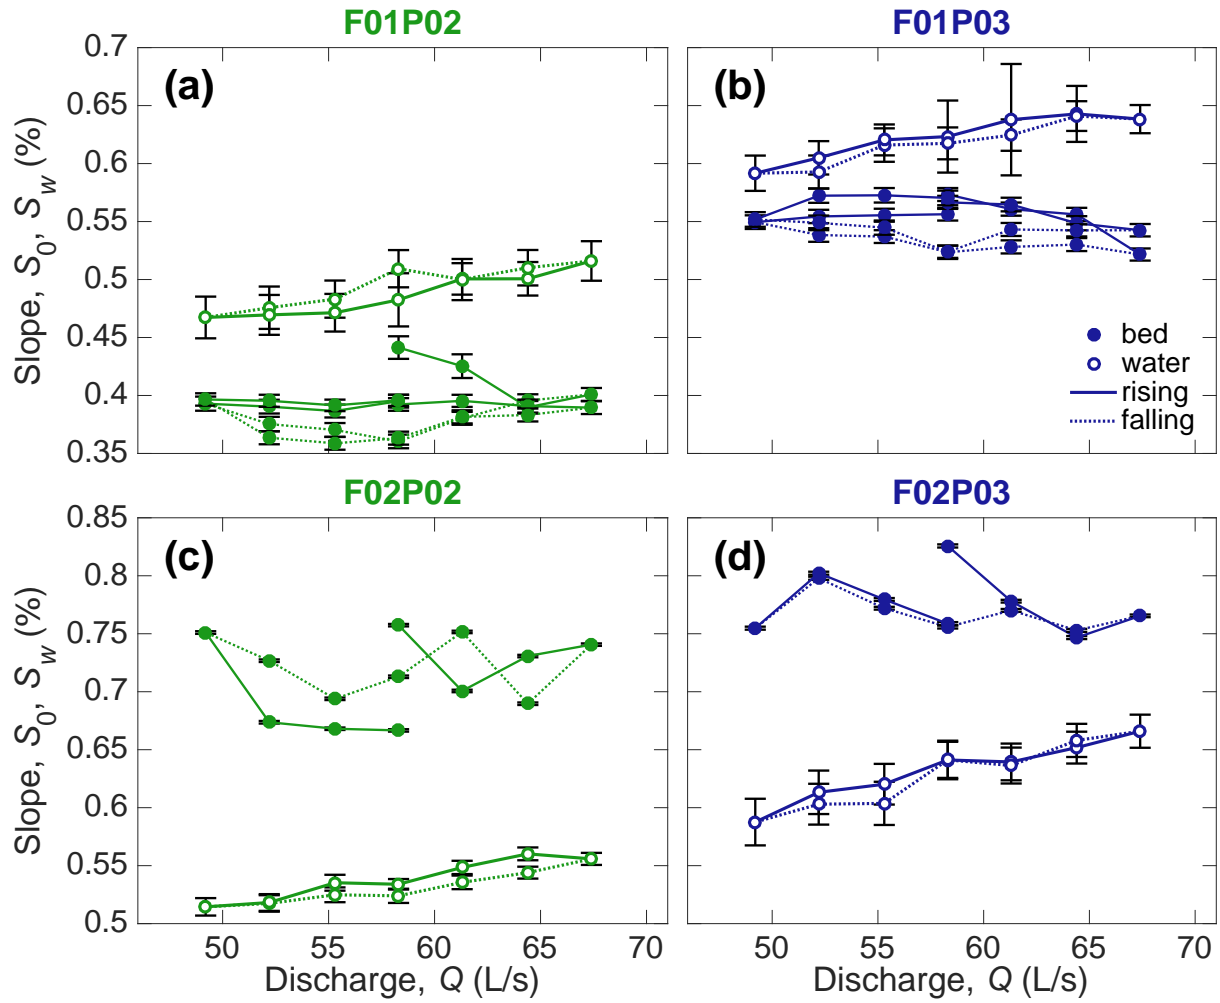 F01P02 F01P03
(a) (b)
0.7
0.65
0.6
0.55
0.5
0.45
0.4
0.35
Slope, S₀, S_w (%)
bed
water
rising
falling
F02P02 F02P03
(c) (d)
0.85
0.8
0.75
0.7
0.65
0.6
0.55
0.5
Slope, S₀, S_w (%)
50 55 60 65 70 50 55 60 65 70
Discharge, Q (L/s) Discharge, Q (L/s)